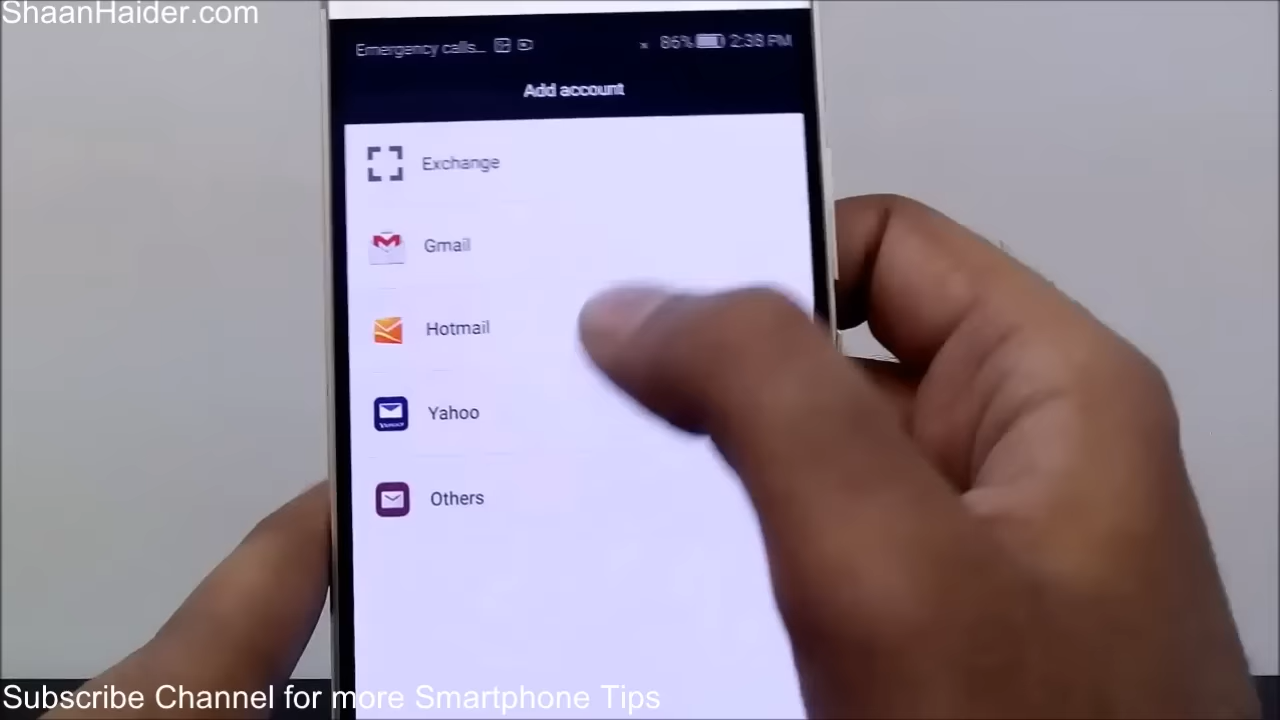 ShaanHaider.com
Emergency calls... 86% 2:38 PM
Add account
Exchange
Gmail
Hotmail
Yahoo
YAHOO!
Others
Subscribe Channel for more Smartphone Tips